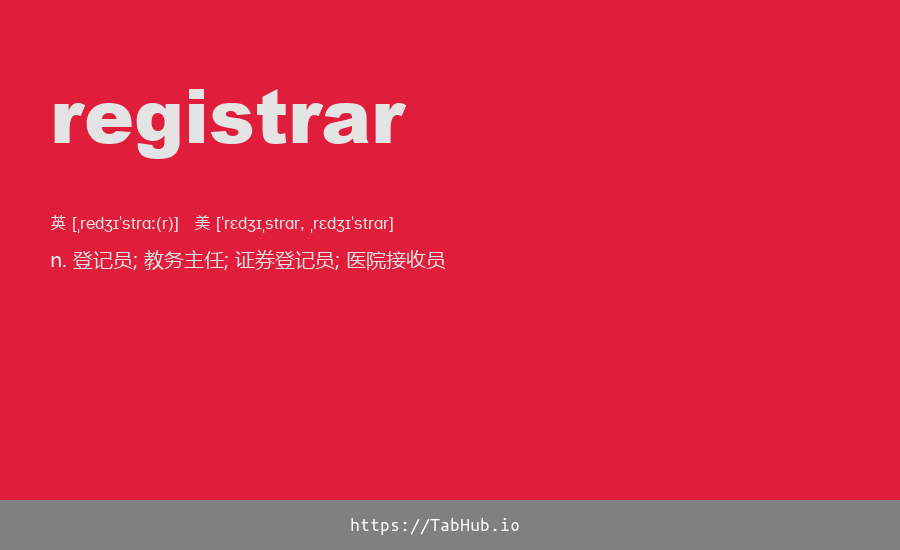 registrar
英 [ˌredʒɪˈstrɑː(r)] 美 [ˈrɛdʒɪˌstrɑr, ˌrɛdʒɪˈstrɑr]
n. 登记员; 教务主任; 证券登记员; 医院接收员
https://TabHub.io